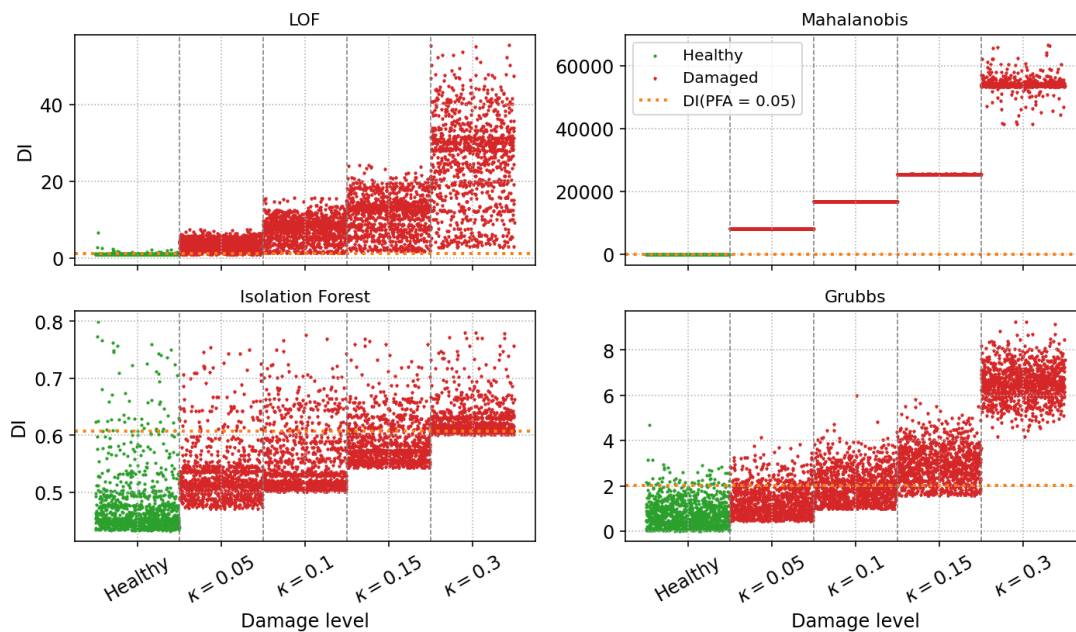 LOF
DI
40
20
0
Mahalanobis
60000
40000
20000
0
Healthy
Damaged
DI(PFA = 0.05)
Isolation Forest
DI
0.8
0.7
0.6
0.5
Healthy
κ = 0.05
κ = 0.1
κ = 0.15
κ = 0.3
Damage level
Grubbs
8
6
4
2
0
Healthy
κ = 0.05
κ = 0.1
κ = 0.15
κ = 0.3
Damage level